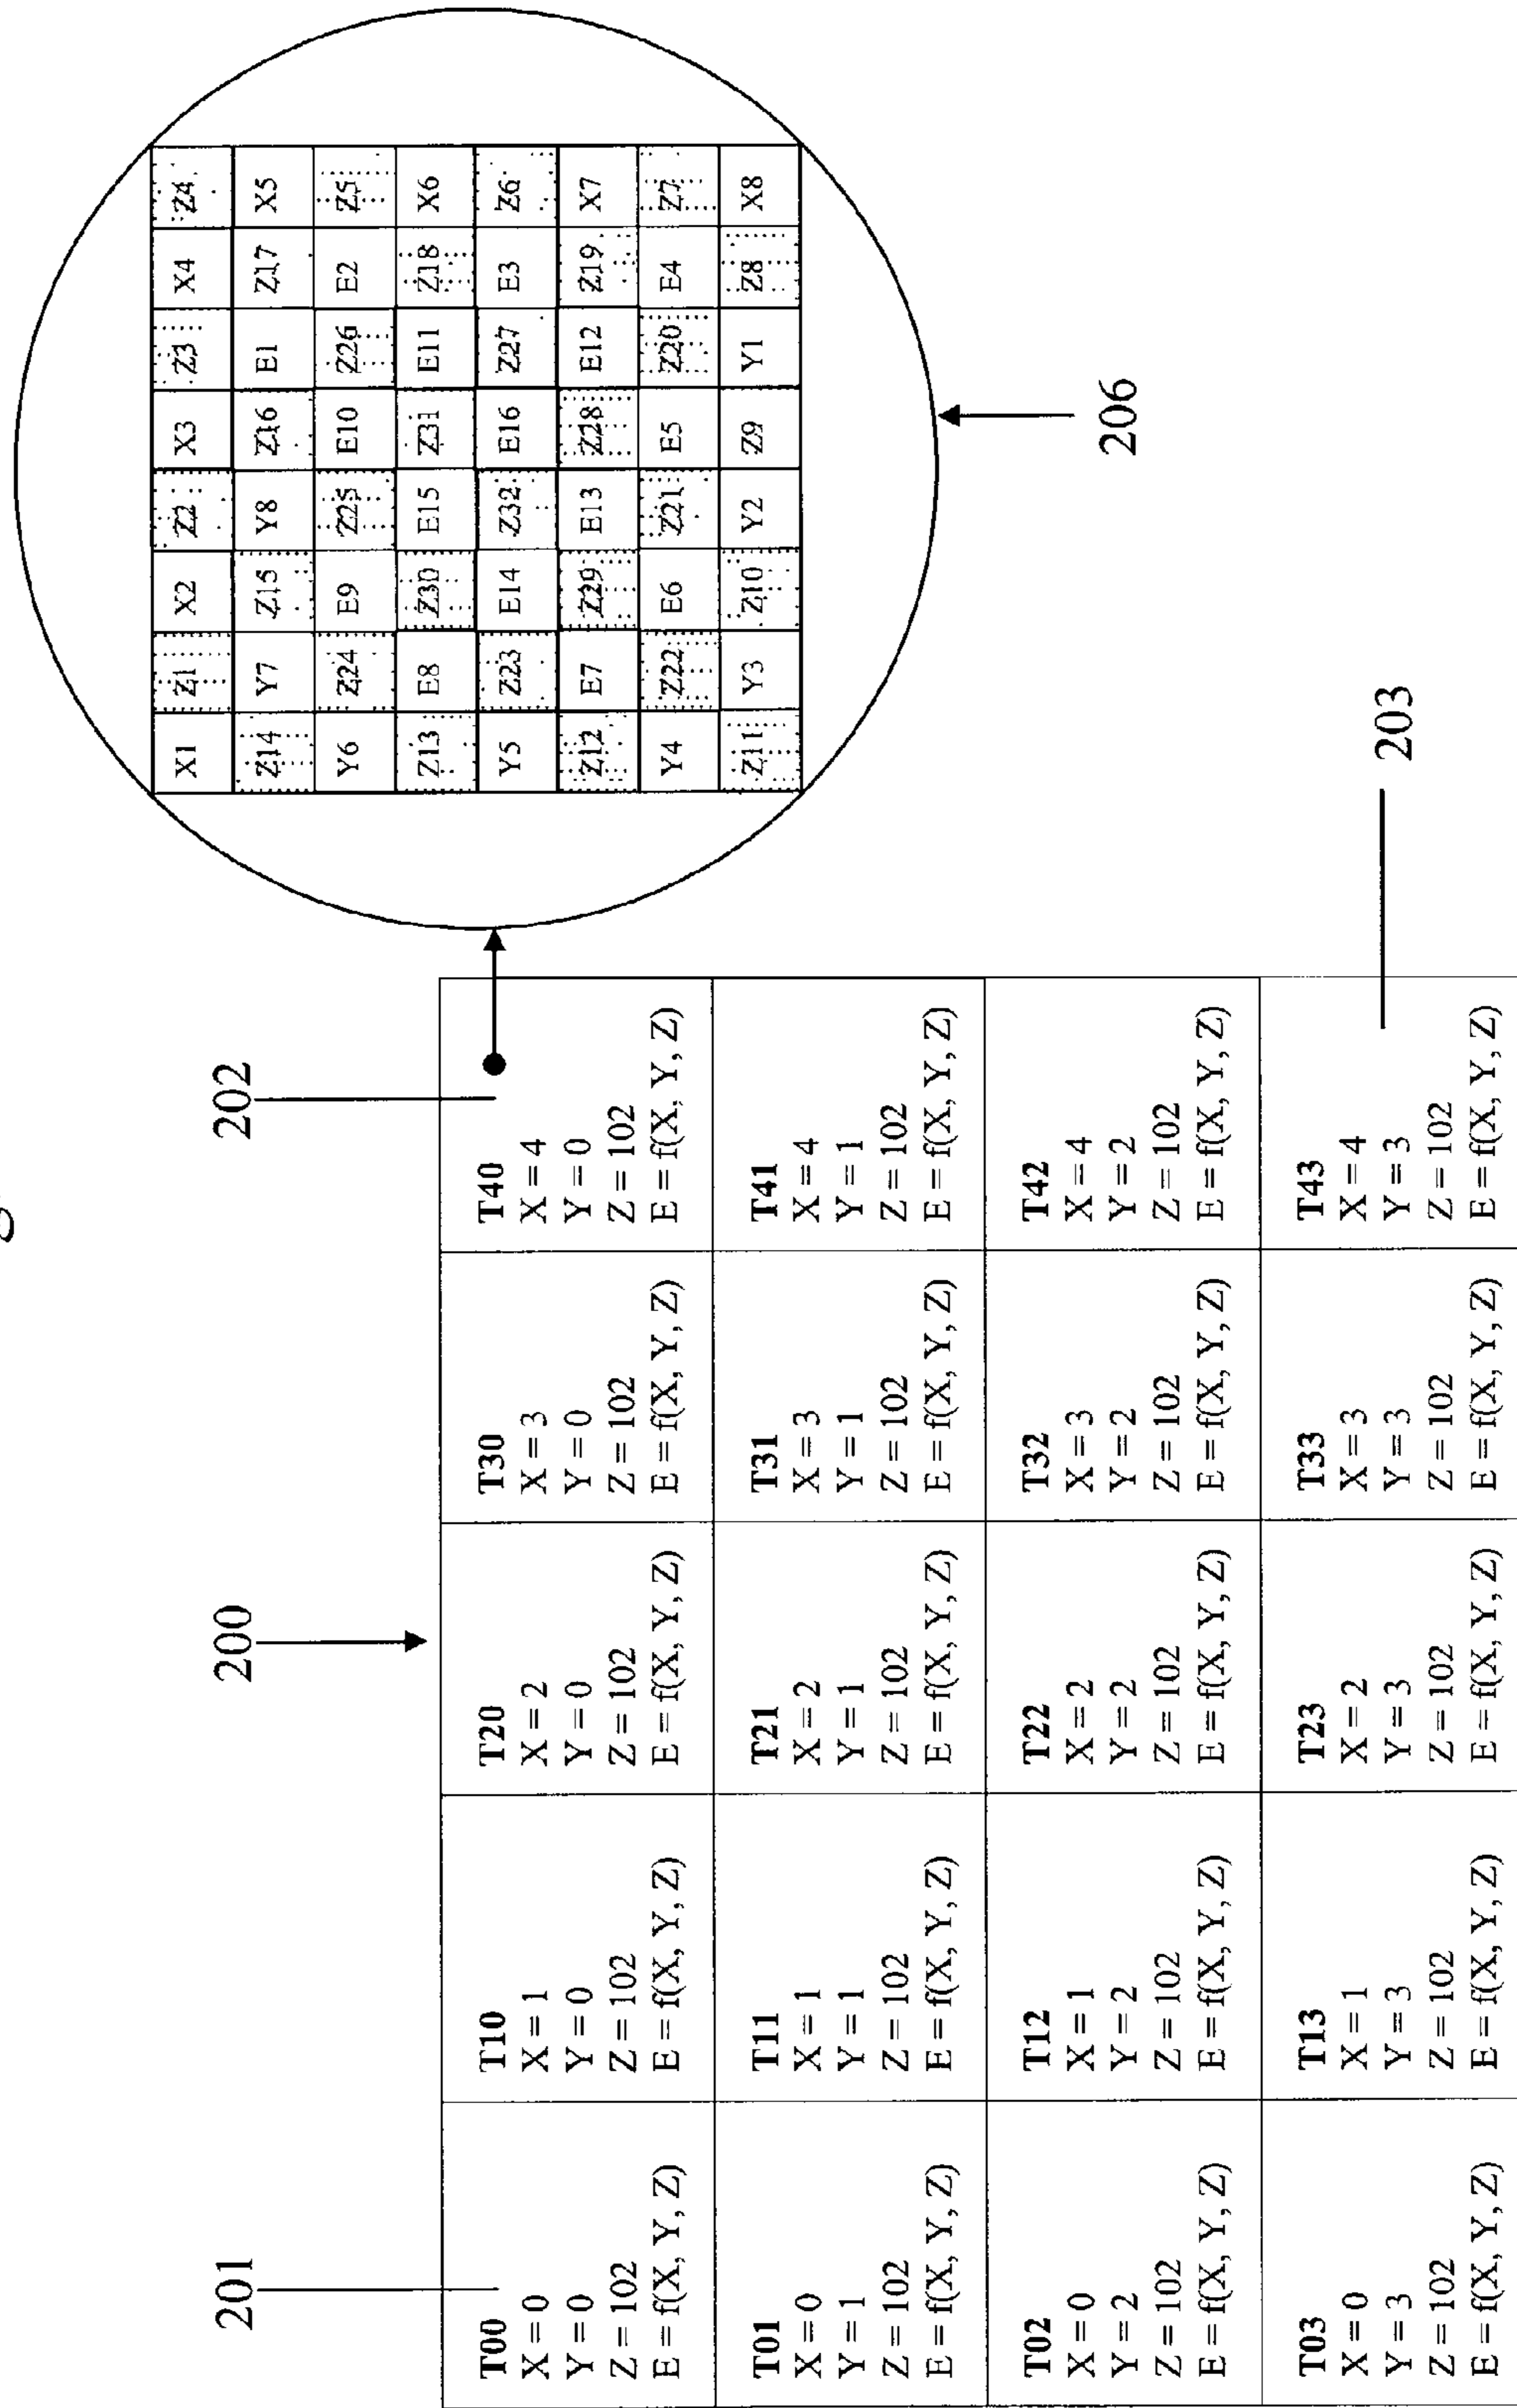 201
200
202
T00
X = 0
Y = 0
Z = 102
E = f(X, Y, Z)
T10
X = 1
Y = 0
Z = 102
E = f(X, Y, Z)
T20
X = 2
Y = 0
Z = 102
E = f(X, Y, Z)
T30
X = 3
Y = 0
Z = 102
E = f(X, Y, Z)
T40
X = 4
Y = 0
Z = 102
E = f(X, Y, Z)
T01
X = 0
Y = 1
Z = 102
E = f(X, Y, Z)
T11
X = 1
Y = 1
Z = 102
E = f(X, Y, Z)
T21
X = 2
Y = 1
Z = 102
E = f(X, Y, Z)
T31
X = 3
Y = 1
Z = 102
E = f(X, Y, Z)
T41
X = 4
Y = 1
Z = 102
E = f(X, Y, Z)
T02
X = 0
Y = 2
Z = 102
E = f(X, Y, Z)
T12
X = 1
Y = 2
Z = 102
E = f(X, Y, Z)
T22
X = 2
Y = 2
Z = 102
E = f(X, Y, Z)
T32
X = 3
Y = 2
Z = 102
E = f(X, Y, Z)
T42
X = 4
Y = 2
Z = 102
E = f(X, Y, Z)
T03
X = 0
Y = 3
Z = 102
E = f(X, Y, Z)
T13
X = 1
Y = 3
Z = 102
E = f(X, Y, Z)
T23
X = 2
Y = 3
Z = 102
E = f(X, Y, Z)
T33
X = 3
Y = 3
Z = 102
E = f(X, Y, Z)
T43
X = 4
Y = 3
Z = 102
E = f(X, Y, Z)
203
X1 Z1 X2 Z2 X3 Z3 X4 Z4
Z14 Y7 Z15 Y8 Z16 E1 Z17 X5
Y6 Z24 E9 Z25 E10 Z26 E2 Z5
Z13 E8 Z30 E15 Z31 E11 Z18 X6
Y5 Z23 E14 Z32 E16 Z27 E3 Z6
Z12 E7 Z29 E13 Z28 E12 Z19 X7
Y4 Z22 E6 Z21 E5 Z20 E4 Z7
Z11 Y3 Z10 Y2 Z9 Y1 Z8 X8
206